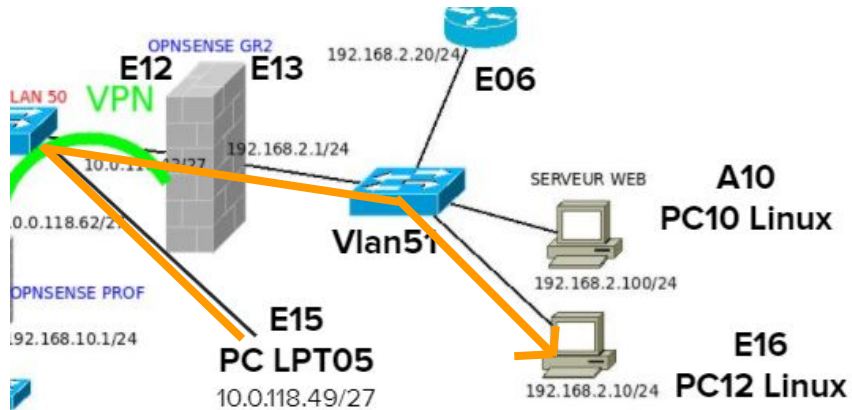 OPNSENSE GR2
E12
E13
192.168.2.20/24
E06
LAN 50
VPN
192.168.2.1/24
SERVEUR WEB
A10
PC10 Linux
Vlan51
192.168.2.100/24
OPNSENSE PROF
192.168.10.1/24
E15
PC LPT05
10.0.118.49/27
E16
PC12 Linux
192.168.2.10/24